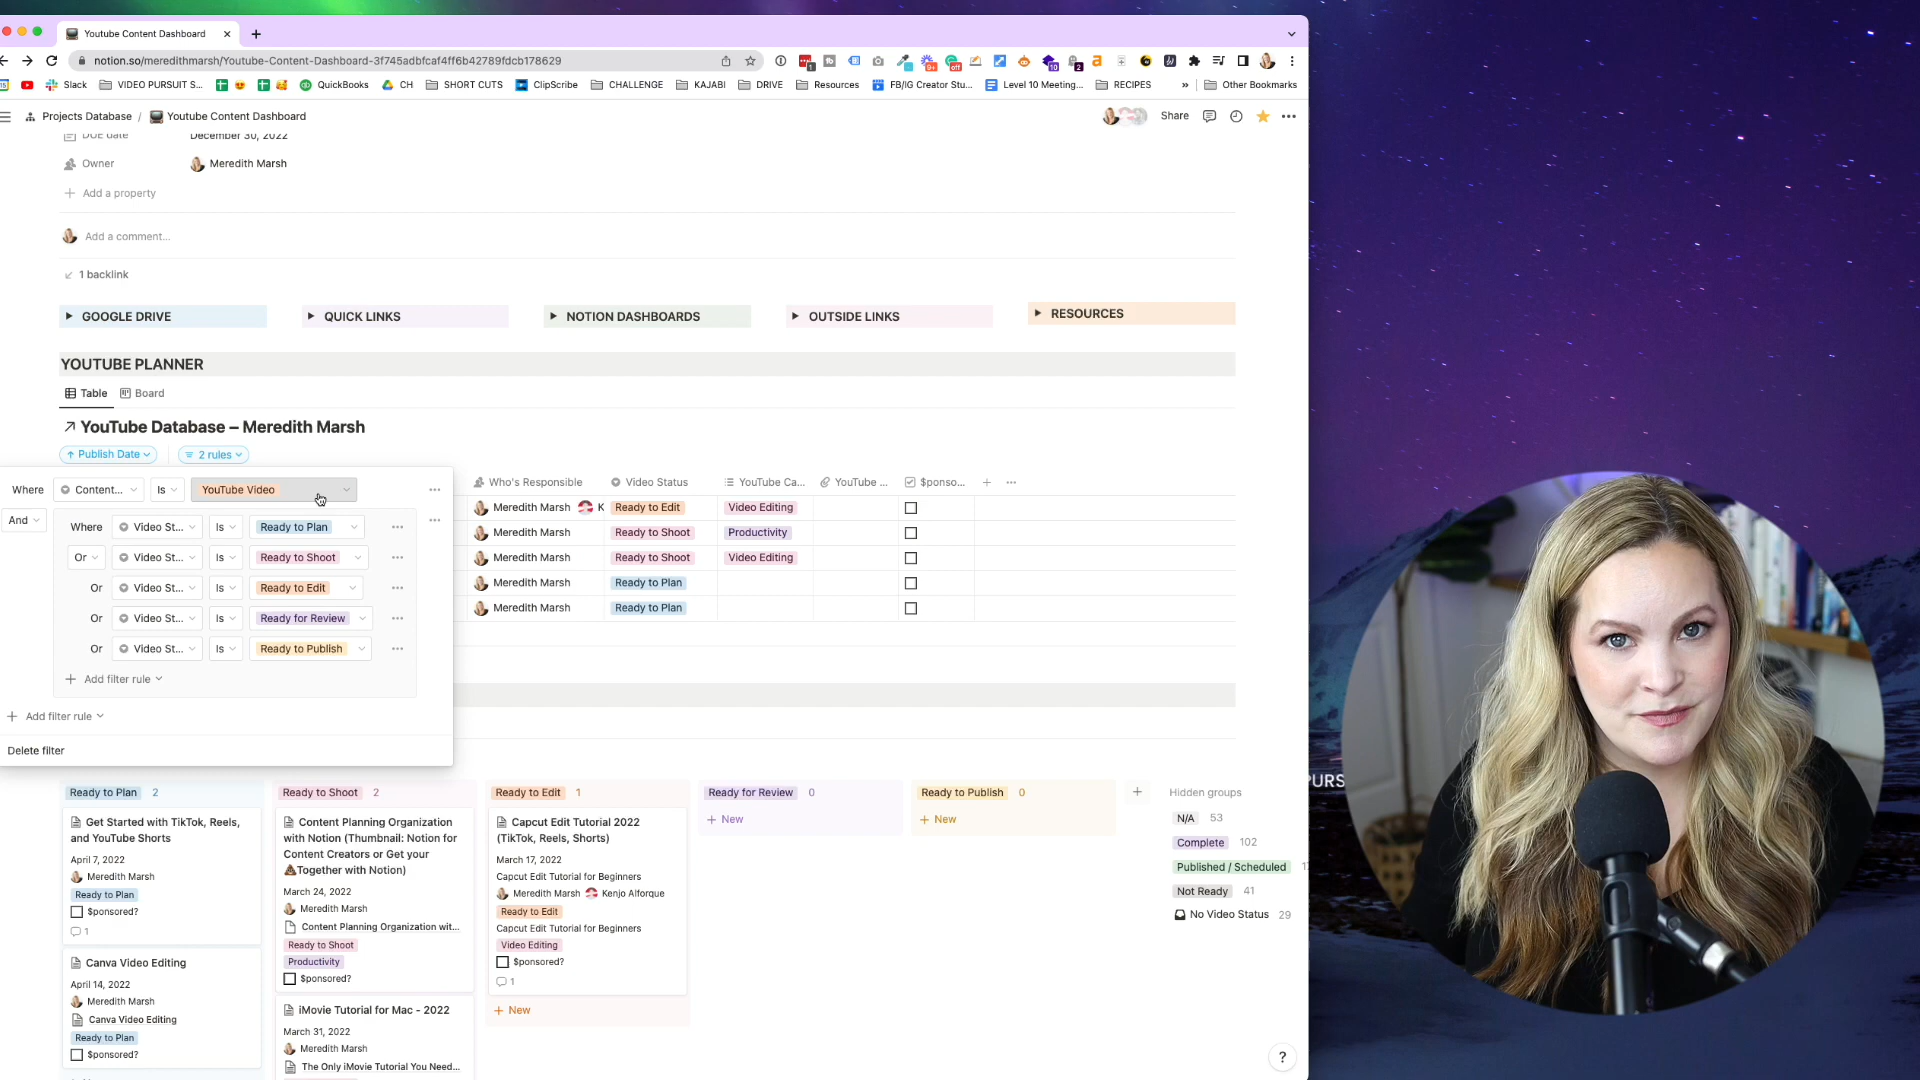 Youtube Content Dashboard
notion.so/meredithmarsh/Youtube-Content-Dashboard-3f745adbfcaf4ff6b42789fdcb178629
Slack
VIDEO PURSUIT S...
QuickBooks
CH
SHORT CUTS
ClipScribe
CHALLENGE
KAJABI
DRIVE
Resources
FB/IG Creator Stu...
Level 10 Meeting...
RECIPES
»
Other Bookmarks
Projects Database / Youtube Content Dashboard
Share
DUE date December 30, 2022
Owner Meredith Marsh
+ Add a property
Add a comment...
1 backlink
GOOGLE DRIVE
QUICK LINKS
NOTION DASHBOARDS
OUTSIDE LINKS
RESOURCES
YOUTUBE PLANNER
Table
Board
YouTube Database – Meredith Marsh
Publish Date
2 rules
Where Content... Is YouTube Video
And
Where Video St... Is Ready to Plan
Or Video St... Is Ready to Shoot
Or Video St... Is Ready to Edit
Or Video St... Is Ready for Review
Or Video St... Is Ready to Publish
+ Add filter rule
+ Add filter rule
Delete filter
Who's Responsible Video Status YouTube Ca... YouTube ... $ponso...
Meredith Marsh K Ready to Edit Video Editing
Meredith Marsh Ready to Shoot Productivity
Meredith Marsh Ready to Shoot Video Editing
Meredith Marsh Ready to Plan
Meredith Marsh Ready to Plan
Ready to Plan 2
Get Started with TikTok, Reels,
and YouTube Shorts
April 7, 2022
Meredith Marsh
Ready to Plan
$ponsored?
1
Canva Video Editing
April 14, 2022
Meredith Marsh
Canva Video Editing
Ready to Plan
$ponsored?
Ready to Shoot 2
Content Planning Organization
with Notion (Thumbnail: Notion for
Content Creators or Get your
💩Together with Notion)
March 24, 2022
Meredith Marsh
Content Planning Organization wit...
Ready to Shoot
Productivity
$ponsored?
iMovie Tutorial for Mac - 2022
March 31, 2022
Meredith Marsh
The Only iMovie Tutorial You Need...
Ready to Edit 1
Capcut Edit Tutorial 2022
(TikTok, Reels, Shorts)
March 17, 2022
Capcut Edit Tutorial for Beginners
Meredith Marsh Kenjo Alforque
Ready to Edit
Capcut Edit Tutorial for Beginners
Video Editing
$ponsored?
1
+ New
Ready for Review 0
+ New
Ready to Publish 0
+ New
Hidden groups
N/A 53
Complete 102
Published / Scheduled
Not Ready 41
No Video Status 29
?
PURS